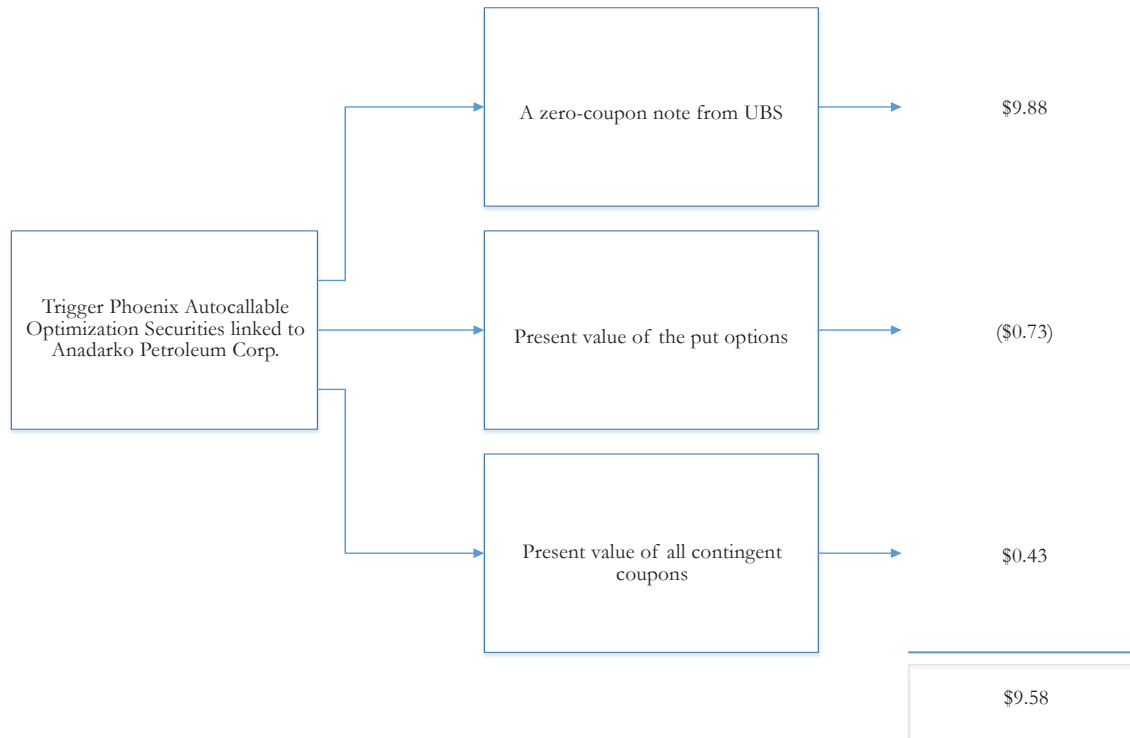 A zero-coupon note from UBS
$9.88
Trigger Phoenix Autocallable
Optimization Securities linked to
Anadarko Petroleum Corp.
Present value of the put options
($0.73)
Present value of all contingent
coupons
$0.43
$9.58